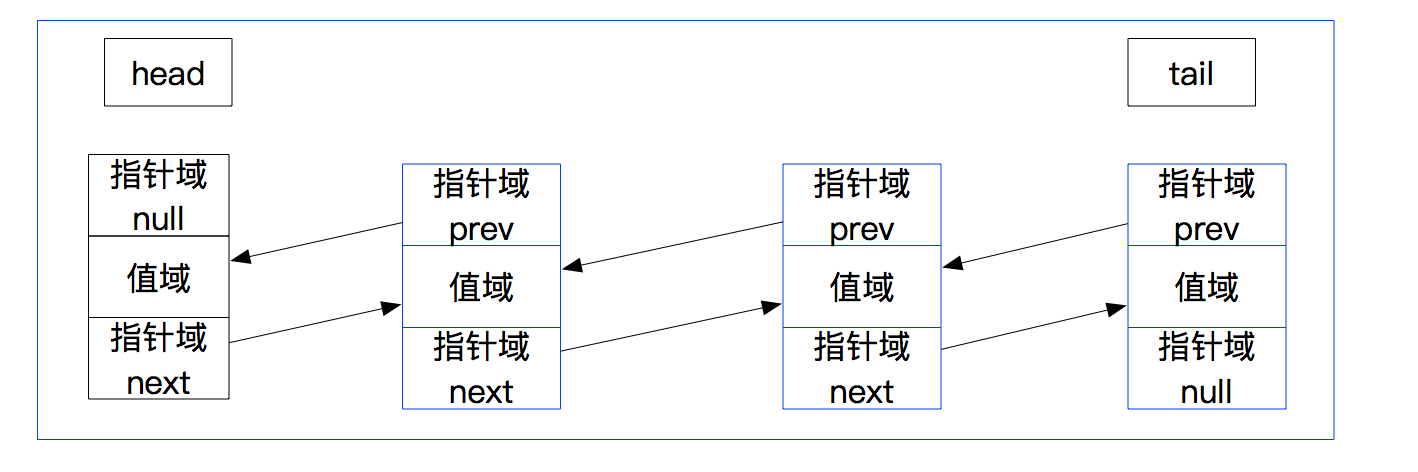 head
tail
指针域
null
值域
指针域
next
指针域
prev
值域
指针域
next
指针域
prev
值域
指针域
next
指针域
prev
值域
指针域
null